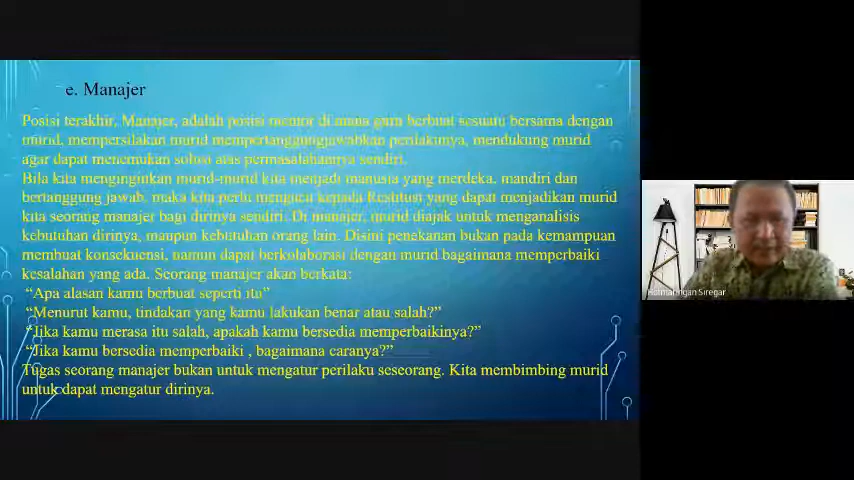 e. Manajer
Posisi terakhir, Manajer, adalah posisi mentor di mana guru berbuat sesuatu bersama dengan
murid, mempersilakan murid mempertanggungjawabkan perilakunya, mendukung murid
agar dapat menemukan solusi atas permasalahannya sendiri.
Bila kita menginginkan murid-murid kita menjadi manusia yang merdeka, mandiri dan
bertanggung jawab, maka kita perlu mengacu kepada Restitusi yang dapat menjadikan murid
kita seorang manajer bagi dirinya sendiri. Di manajer, murid diajak untuk menganalisis
kebutuhan dirinya, maupun kebutuhan orang lain. Disini penekanan bukan pada kemampuan
membuat konsekuensi, namun dapat berkolaborasi dengan murid bagaimana memperbaiki
kesalahan yang ada. Seorang manajer akan berkata:
“Apa alasan kamu berbuat seperti itu”
“Menurut kamu, tindakan yang kamu lakukan benar atau salah?”
“Jika kamu merasa itu salah, apakah kamu bersedia memperbaikinya?”
“Jika kamu bersedia memperbaiki , bagaimana caranya?”
Tugas seorang manajer bukan untuk mengatur perilaku seseorang. Kita membimbing murid
untuk dapat mengatur dirinya.
Hotmaringan Siregar